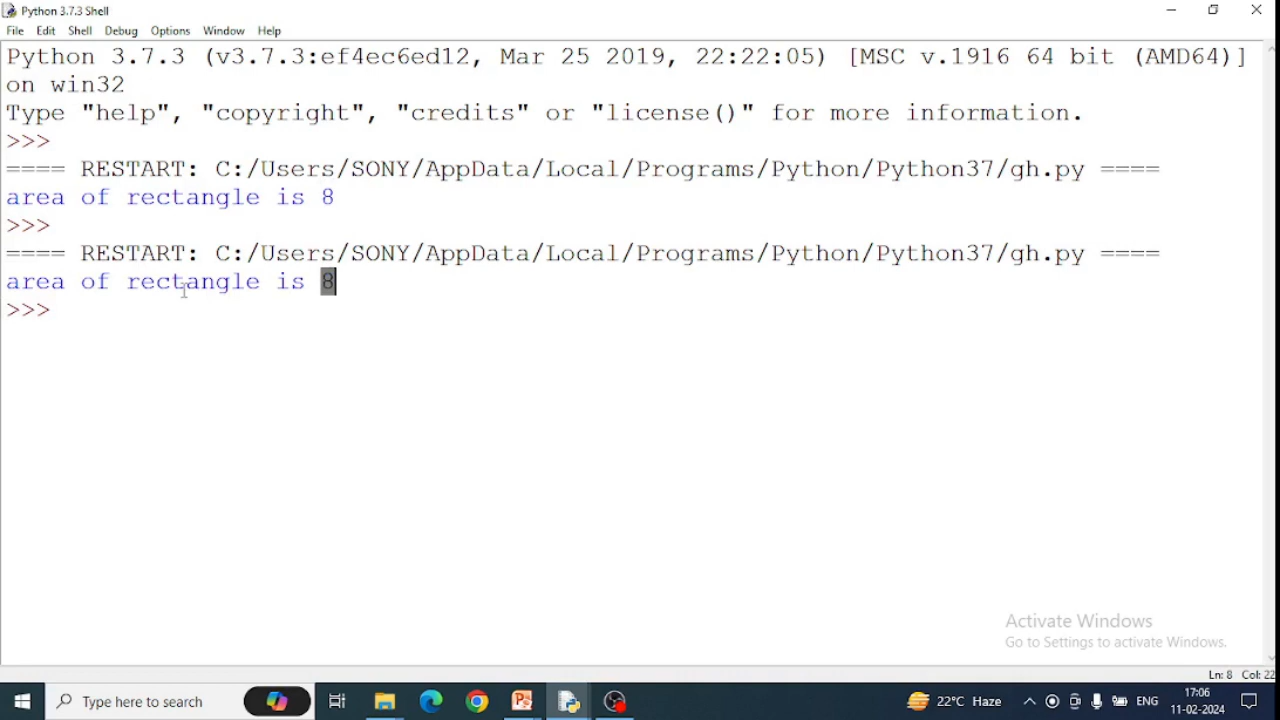 Python 3.7.3 Shell
File Edit Shell Debug Options Window Help
Python 3.7.3 (v3.7.3:ef4ec6ed12, Mar 25 2019, 22:22:05) [MSC v.1916 64 bit (AMD64)]
on win32
Type "help", "copyright", "credits" or "license()" for more information.
>>>
==== RESTART: C:/Users/SONY/AppData/Local/Programs/Python/Python37/gh.py ====
area of rectangle is 8
>>>
==== RESTART: C:/Users/SONY/AppData/Local/Programs/Python/Python37/gh.py ====
area of rectangle is 8
>>>
Activate Windows
Go to Settings to activate Windows.
Ln: 8 Col: 22
Type here to search
22°C Haze
ENG
17:06
11-02-2024